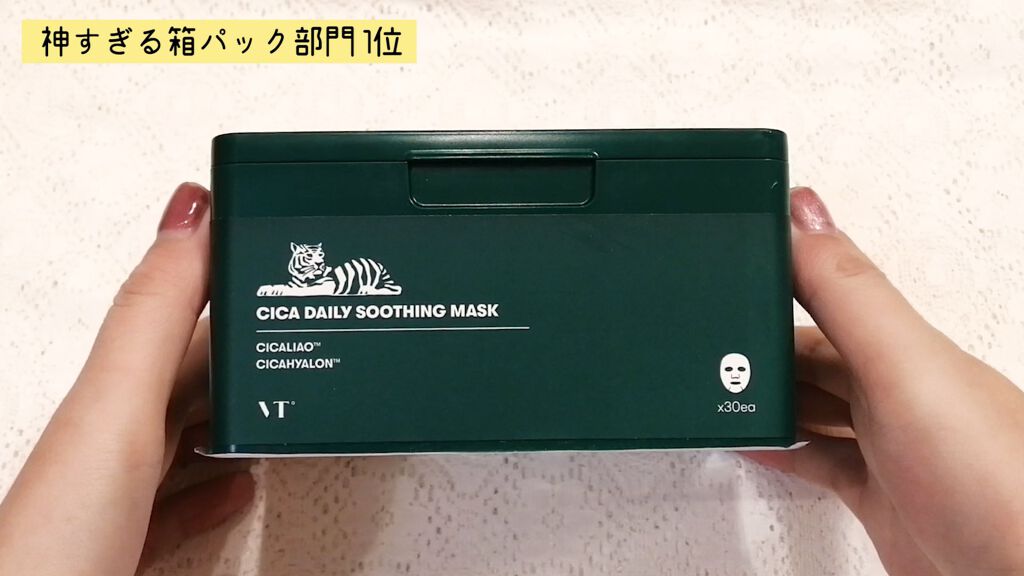 神すぎる箱パック部門1位
CICA DAILY SOOTHING MASK
CICALIAO™
CICAHYALON™
VT°
x30ea